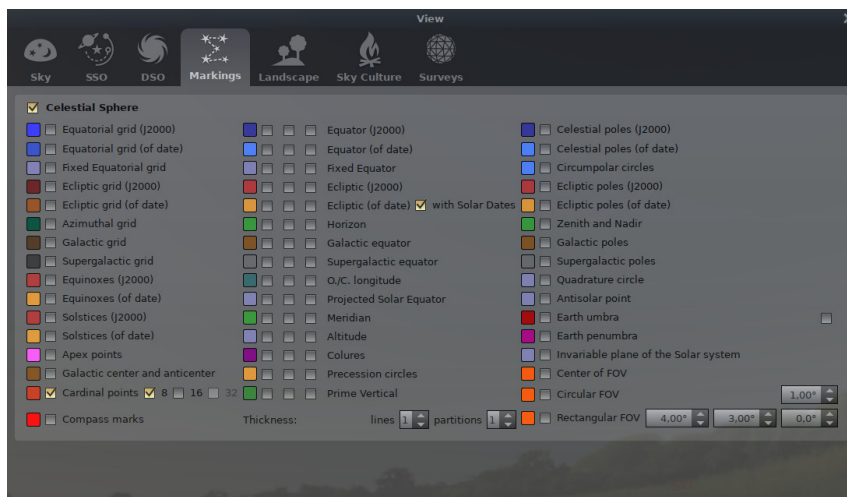 View
Sky SSO DSO Markings Landscape Sky Culture Surveys
Celestial Sphere
Equatorial grid (J2000) Equator (J2000) Celestial poles (J2000)
Equatorial grid (of date) Equator (of date) Celestial poles (of date)
Fixed Equatorial grid Fixed Equator Circumpolar circles
Ecliptic grid (J2000) Ecliptic (J2000) Ecliptic poles (J2000)
Ecliptic grid (of date) Ecliptic (of date) with Solar Dates Ecliptic poles (of date)
Azimuthal grid Horizon Zenith and Nadir
Galactic grid Galactic equator Galactic poles
Supergalactic grid Supergalactic equator Supergalactic poles
Equinoxes (J2000) O./C. longitude Quadrature circle
Equinoxes (of date) Projected Solar Equator Antisolar point
Solstices (J2000) Meridian Earth umbra
Solstices (of date) Altitude Earth penumbra
Apex points Colures Invariable plane of the Solar system
Galactic center and anticenter Precession circles Center of FOV
Cardinal points 8 16 32 Prime Vertical Circular FOV 1,00°
Compass marks Thickness: lines 1 partitions 1 Rectangular FOV 4,00° 3,00° 0,0°